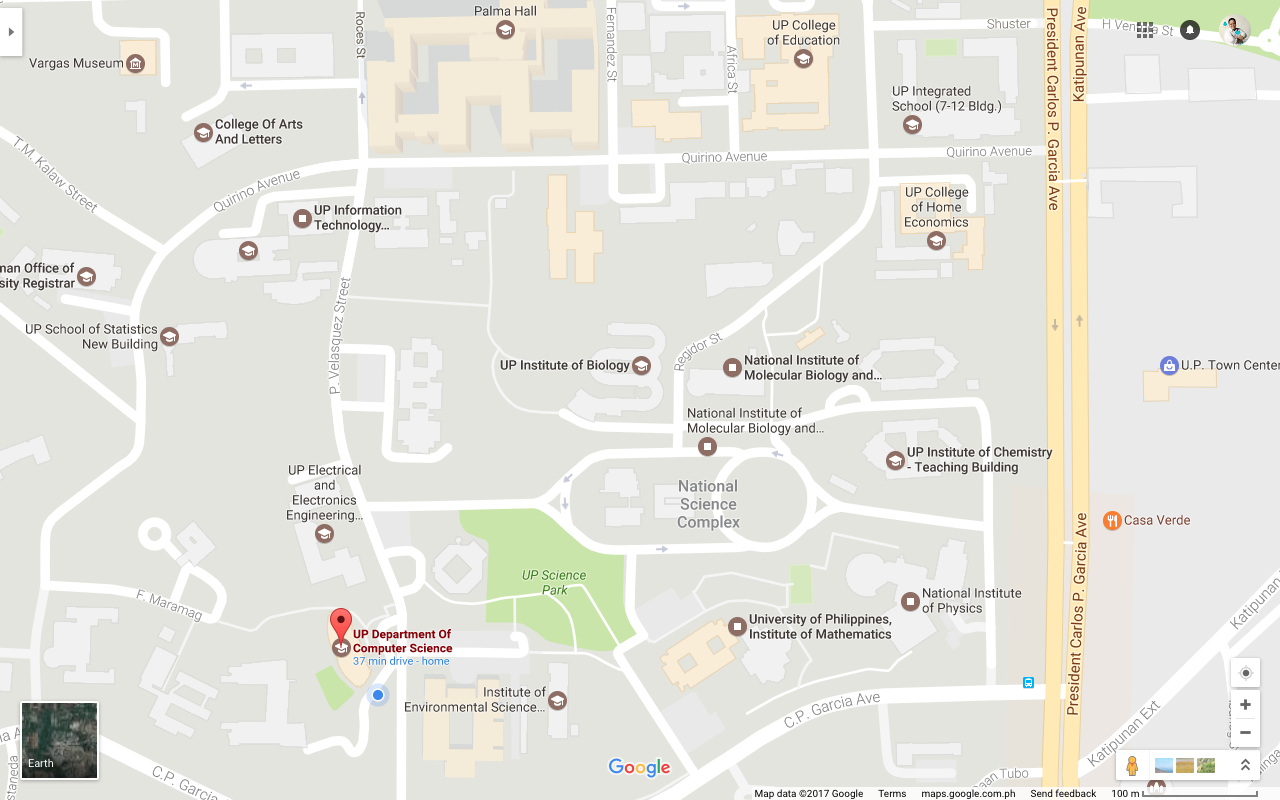 Palma Hall
Roces St
Fernandez St
UP College
of Education
Shuster
H Ventura St
President Carlos P. Garcia Ave
Katipunan Ave
Vargas Museum
Africa St
UP Integrated
School (7-12 Bldg.)
College Of Arts
And Letters
T.M. Kalaw Street
Quirino Avenue
Quirino Avenue
Quirino Avenue
UP Information
Technology...
UP College
of Home
Economics
man Office of
sity Registrar
P. Velasquez Street
UP School of Statistics
New Building
Regidor St
UP Institute of Biology
National Institute of
Molecular Biology and...
U.P. Town Center
National Institute of
Molecular Biology and...
UP Institute of Chemistry
- Teaching Building
UP Electrical
and
Electronics
Engineering...
National
Science
Complex
Casa Verde
President Carlos P. Garcia Ave
UP Science
Park
F. Maramag
National Institute
of Physics
University of Philippines,
Institute of Mathematics
UP Department Of
Computer Science
37 min drive - home
Katipunan
Institute of
Environmental Science...
C.P. Garcia Ave
Katipunan Ext
Earth
C.P. Garcia
Google
aan Tubo
Map data ©2017 Google Terms maps.google.com.ph Send feedback 100 m